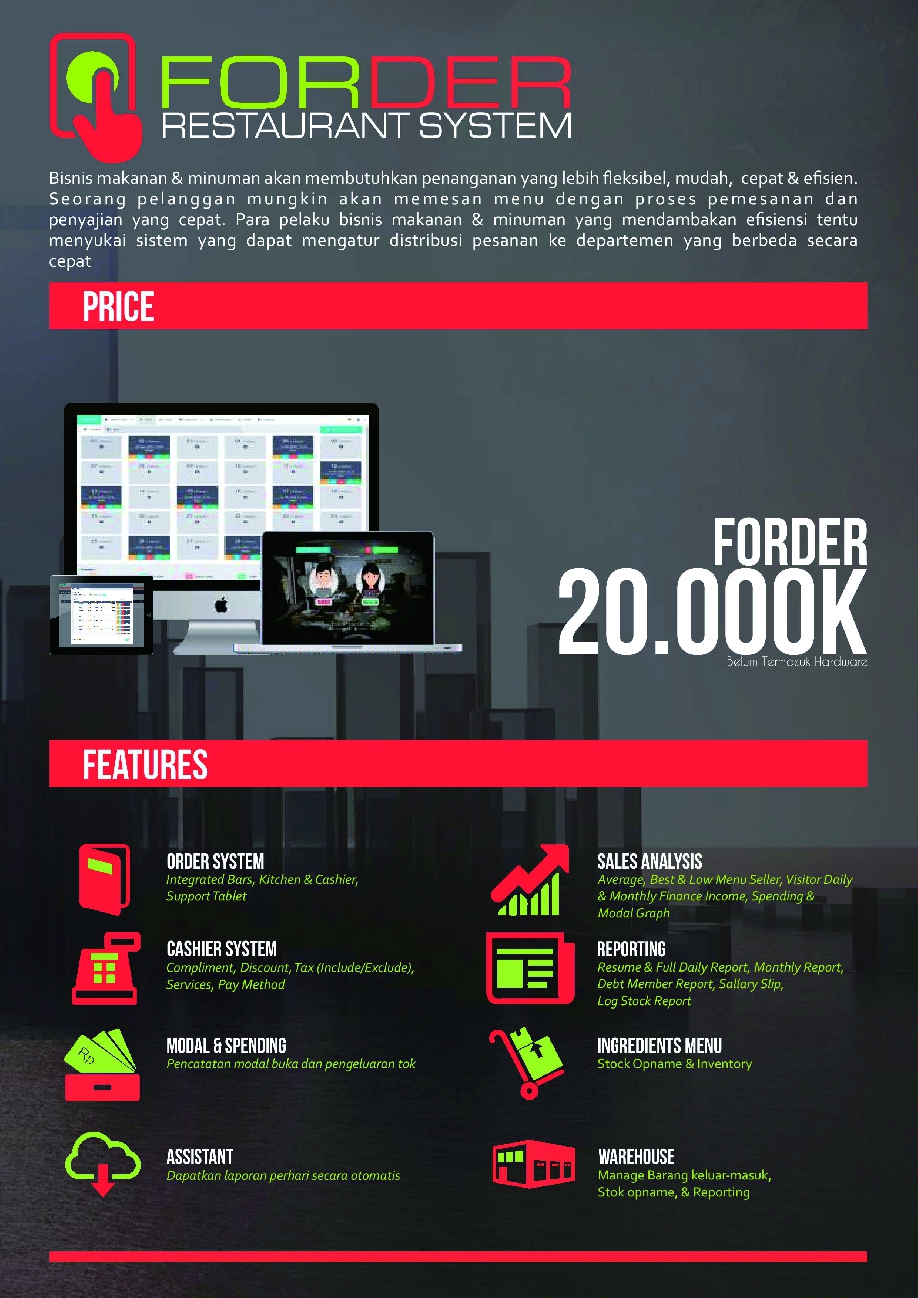 FORDER
RESTAURANT SYSTEM
Bisnis makanan & minuman akan membutuhkan penanganan yang lebih fleksibel, mudah, cepat & efisien.
Seorang pelanggan mungkin akan memesan menu dengan proses pemesanan dan
penyajian yang cepat. Para pelaku bisnis makanan & minuman yang mendambakan efisiensi tentu
menyukai sistem yang dapat mengatur distribusi pesanan ke departemen yang berbeda secara
cepat
PRICE
FORDER
20.000K
Belum Termasuk Hardware
FEATURES
ORDER SYSTEM
Integrated Bars, Kitchen & Cashier,
Support Tablet
CASHIER SYSTEM
Compliment, Discount, Tax (Include/Exclude),
Services, Pay Method
Rp
MODAL & SPENDING
Pencatatan modal buka dan pengeluaran tok
ASSISTANT
Dapatkan laporan perhari secara otomatis
SALES ANALYSIS
Average, Best & Low Menu Seller, Visitor Daily
& Monthly Finance Income, Spending &
Modal Graph
REPORTING
Resume & Full Daily Report, Monthly Report,
Debt Member Report, Sallary Slip,
Log Stock Report
INGREDIENTS MENU
Stock Opname & Inventory
WAREHOUSE
Manage Barang keluar-masuk,
Stok opname, & Reporting